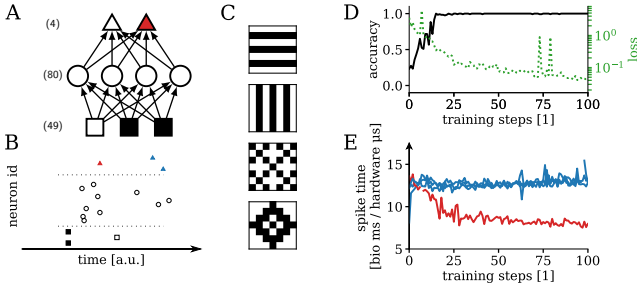 A
(4)
(80)
(49)
B
neuron id
time [a.u.]
C
D
accuracy
1.0
0.5
0.0
10⁰
10⁻¹
loss
0
25
50
75
100
training steps [1]
E
spike time
[bio ms / hardware µs]
15
10
5
0
25
50
75
100
training steps [1]